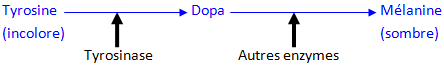 Tyrosine Dopa Mélanine
(incolore) (sombre)
Tyrosinase Autres enzymes